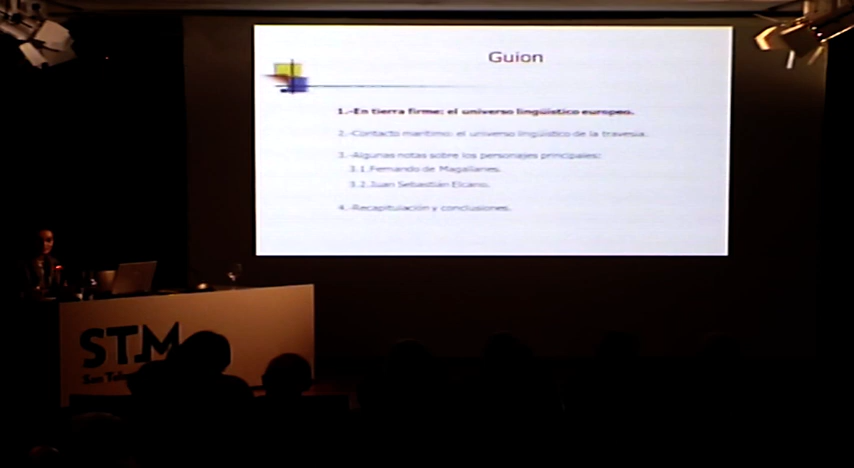 Guion
1.-En tierra firme: el universo lingüístico europeo.
2.-Contacto marítimo: el universo lingüístico de la travesía.
3.-Algunas notas sobre los personajes principales:
3.1.Fernando de Magallanes.
3.2.Juan Sebastián Elcano.
4.-Recapitulación y conclusiones.
STM
San